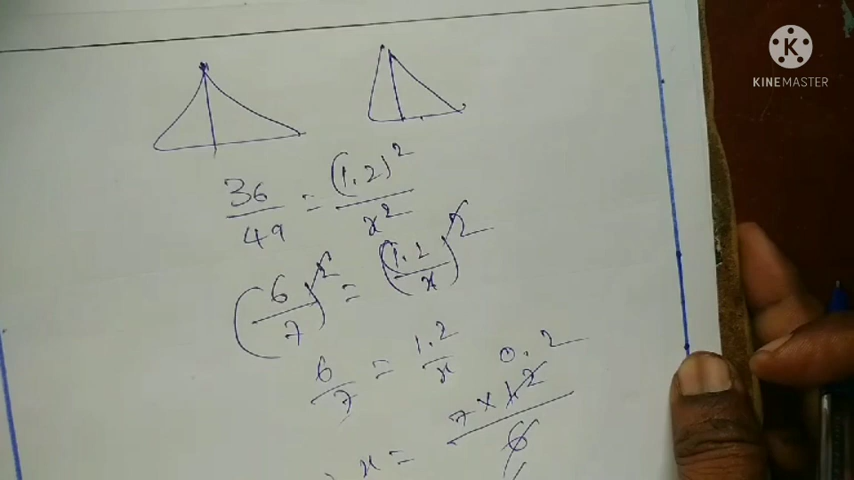 K
KINEMASTER
36/49 = (1.2)²/x²
(6/7)² = (1.2/x)²
6/7 = 1.2/x
0.2
x = 7 × 1.2/6
1